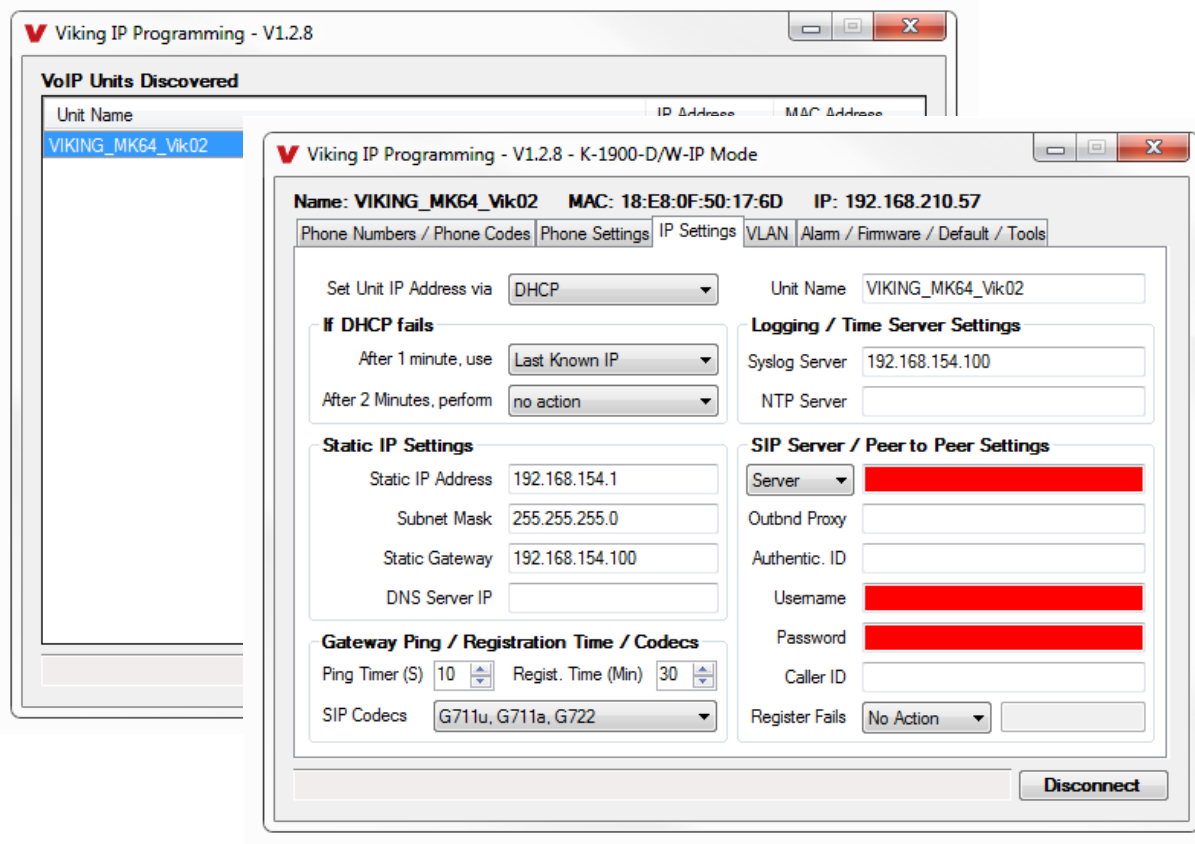 Viking IP Programming - V1.2.8
VoIP Units Discovered
Unit Name IP Address MAC Address
VIKING_MK64_Vik02
Viking IP Programming - V1.2.8 - K-1900-D/W-IP Mode
Name: VIKING_MK64_Vik02 MAC: 18:E8:0F:50:17:6D IP: 192.168.210.57
Phone Numbers / Phone Codes Phone Settings IP Settings VLAN Alarm / Firmware / Default / Tools
Set Unit IP Address via DHCP
If DHCP fails
After 1 minute, use Last Known IP
After 2 Minutes, perform no action
Static IP Settings
Static IP Address 192.168.154.1
Subnet Mask 255.255.255.0
Static Gateway 192.168.154.100
DNS Server IP
Gateway Ping / Registration Time / Codecs
Ping Timer (S) 10 Regist. Time (Min) 30
SIP Codecs G711u, G711a, G722
Unit Name VIKING_MK64_Vik02
Logging / Time Server Settings
Syslog Server 192.168.154.100
NTP Server
SIP Server / Peer to Peer Settings
Server
Outbnd Proxy
Authentic. ID
Username
Password
Caller ID
Register Fails No Action
Disconnect